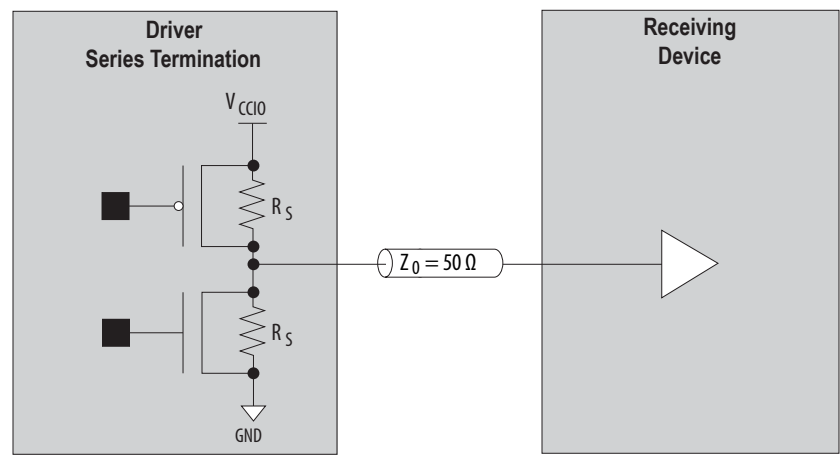 Driver
Series Termination
V CCIO
R S
R S
GND
Z 0 = 50 Ω
Receiving
Device